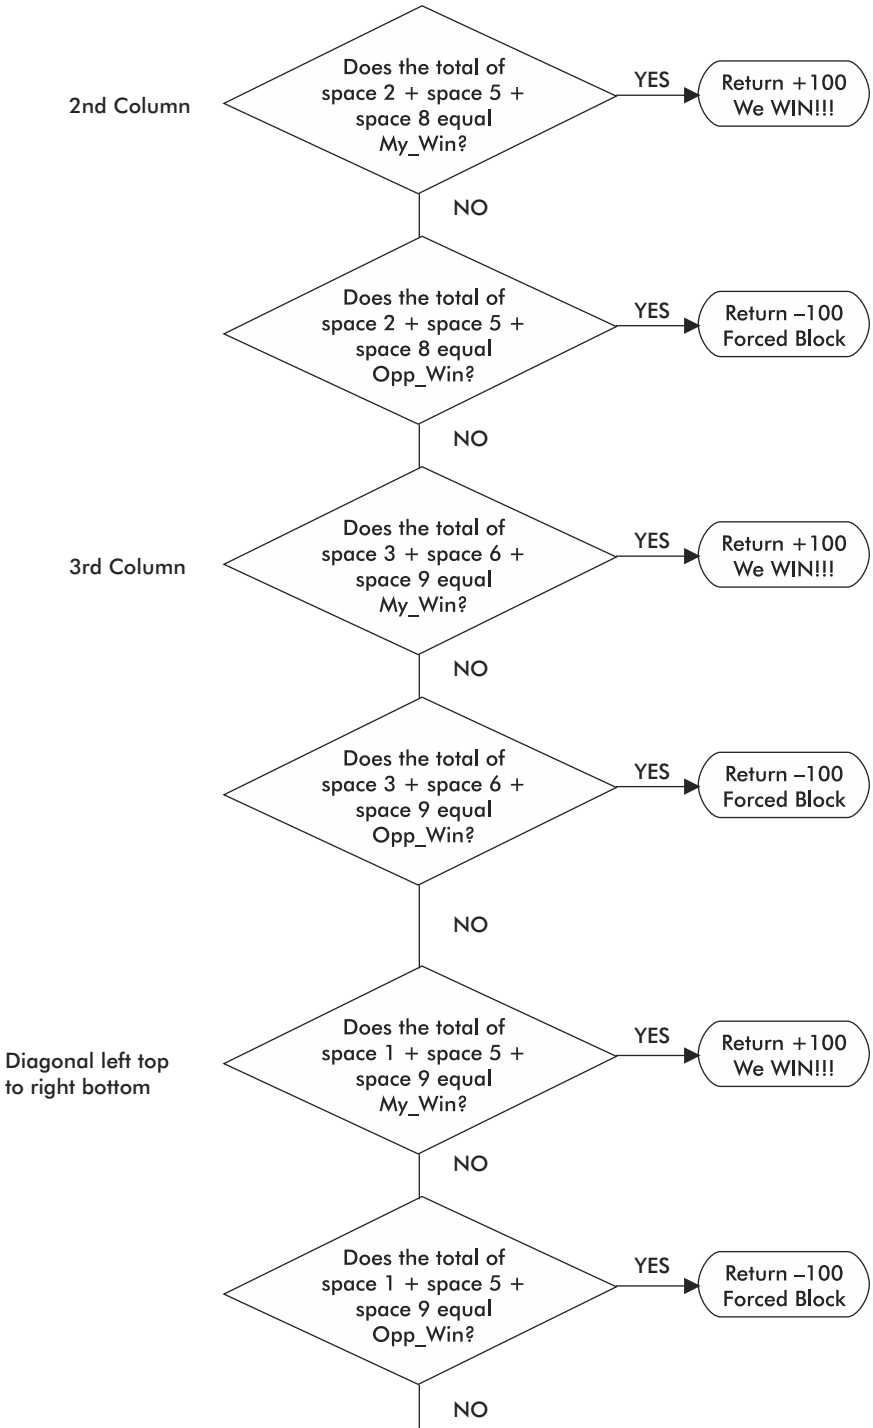 2nd Column
Does the total of
space 2 + space 5 +
space 8 equal
My_Win?
YES
Return +100
We WIN!!!
NO
Does the total of
space 2 + space 5 +
space 8 equal
Opp_Win?
YES
Return –100
Forced Block
NO
3rd Column
Does the total of
space 3 + space 6 +
space 9 equal
My_Win?
YES
Return +100
We WIN!!!
NO
Does the total of
space 3 + space 6 +
space 9 equal
Opp_Win?
YES
Return –100
Forced Block
NO
Diagonal left top
to right bottom
Does the total of
space 1 + space 5 +
space 9 equal
My_Win?
YES
Return +100
We WIN!!!
NO
Does the total of
space 1 + space 5 +
space 9 equal
Opp_Win?
YES
Return –100
Forced Block
NO